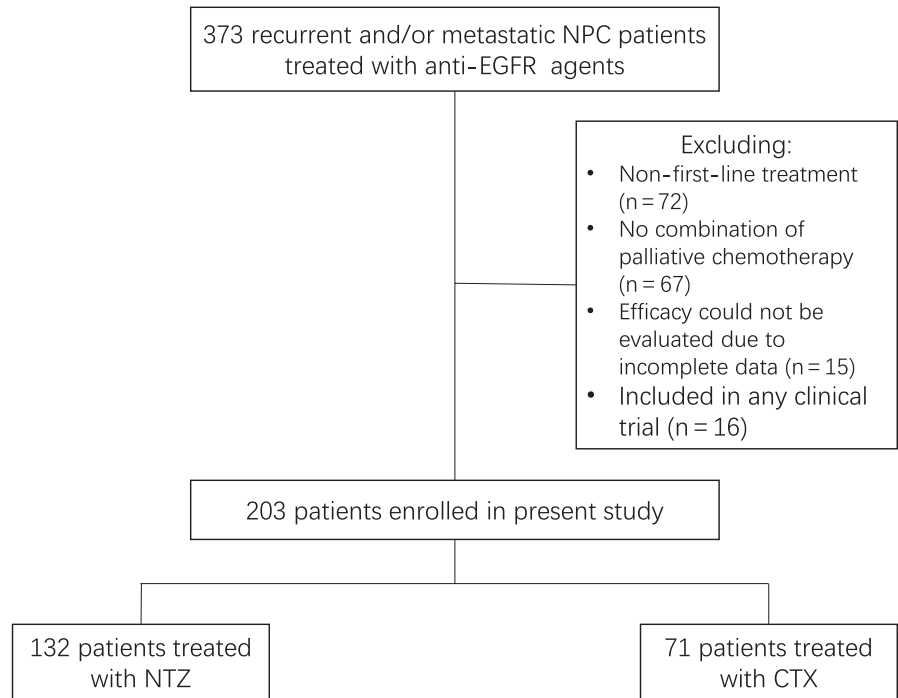 373 recurrent and/or metastatic NPC patients
treated with anti-EGFR agents
Excluding:
• Non-first-line treatment
(n = 72)
• No combination of
palliative chemotherapy
(n = 67)
• Efficacy could not be
evaluated due to
incomplete data (n = 15)
• Included in any clinical
trial (n = 16)
203 patients enrolled in present study
132 patients treated
with NTZ
71 patients treated
with CTX